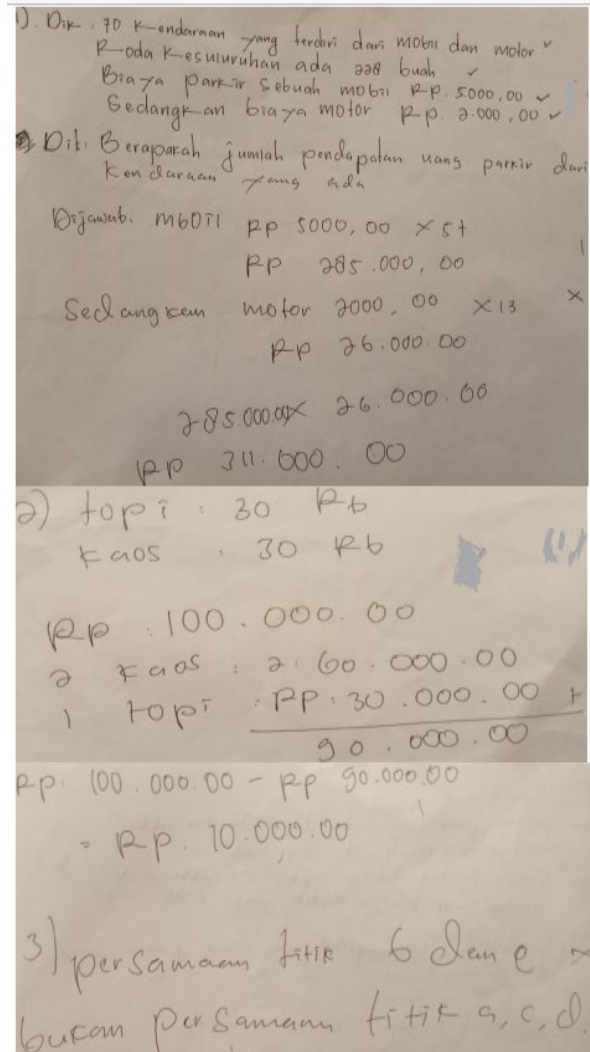 1). Dik : 70 kendaraan yang terdiri dari mobil dan motor
Roda kesuluruhan ada 228 buah
Biaya parkir sebuah mobil Rp. 5000,00
Sedangkan biaya motor Rp. 2.000,00
Dit. Berapakah jumlah pendapatan uang parkir dari
kendaraan yang ada
Dijawab. mboil Rp 5000,00 x 57
Rp 285.000,00
Sedangkan motor 2000,00 x 13 x
Rp 26.000.00
285.000.00x 26.000.00
Rp 311.000.00
2) topi : 30 Rb
kaos : 30 Rb
Rp : 100.000.00
2 kaos : 2 : 60.000.00
1 topi : Rp : 30.000.00 +
90.000.00
Rp. 100.000.00 - Rp 90.000.00
= Rp. 10.000.00
3) persamaan titik b dan e
bukan persamaan titik a, c, d.